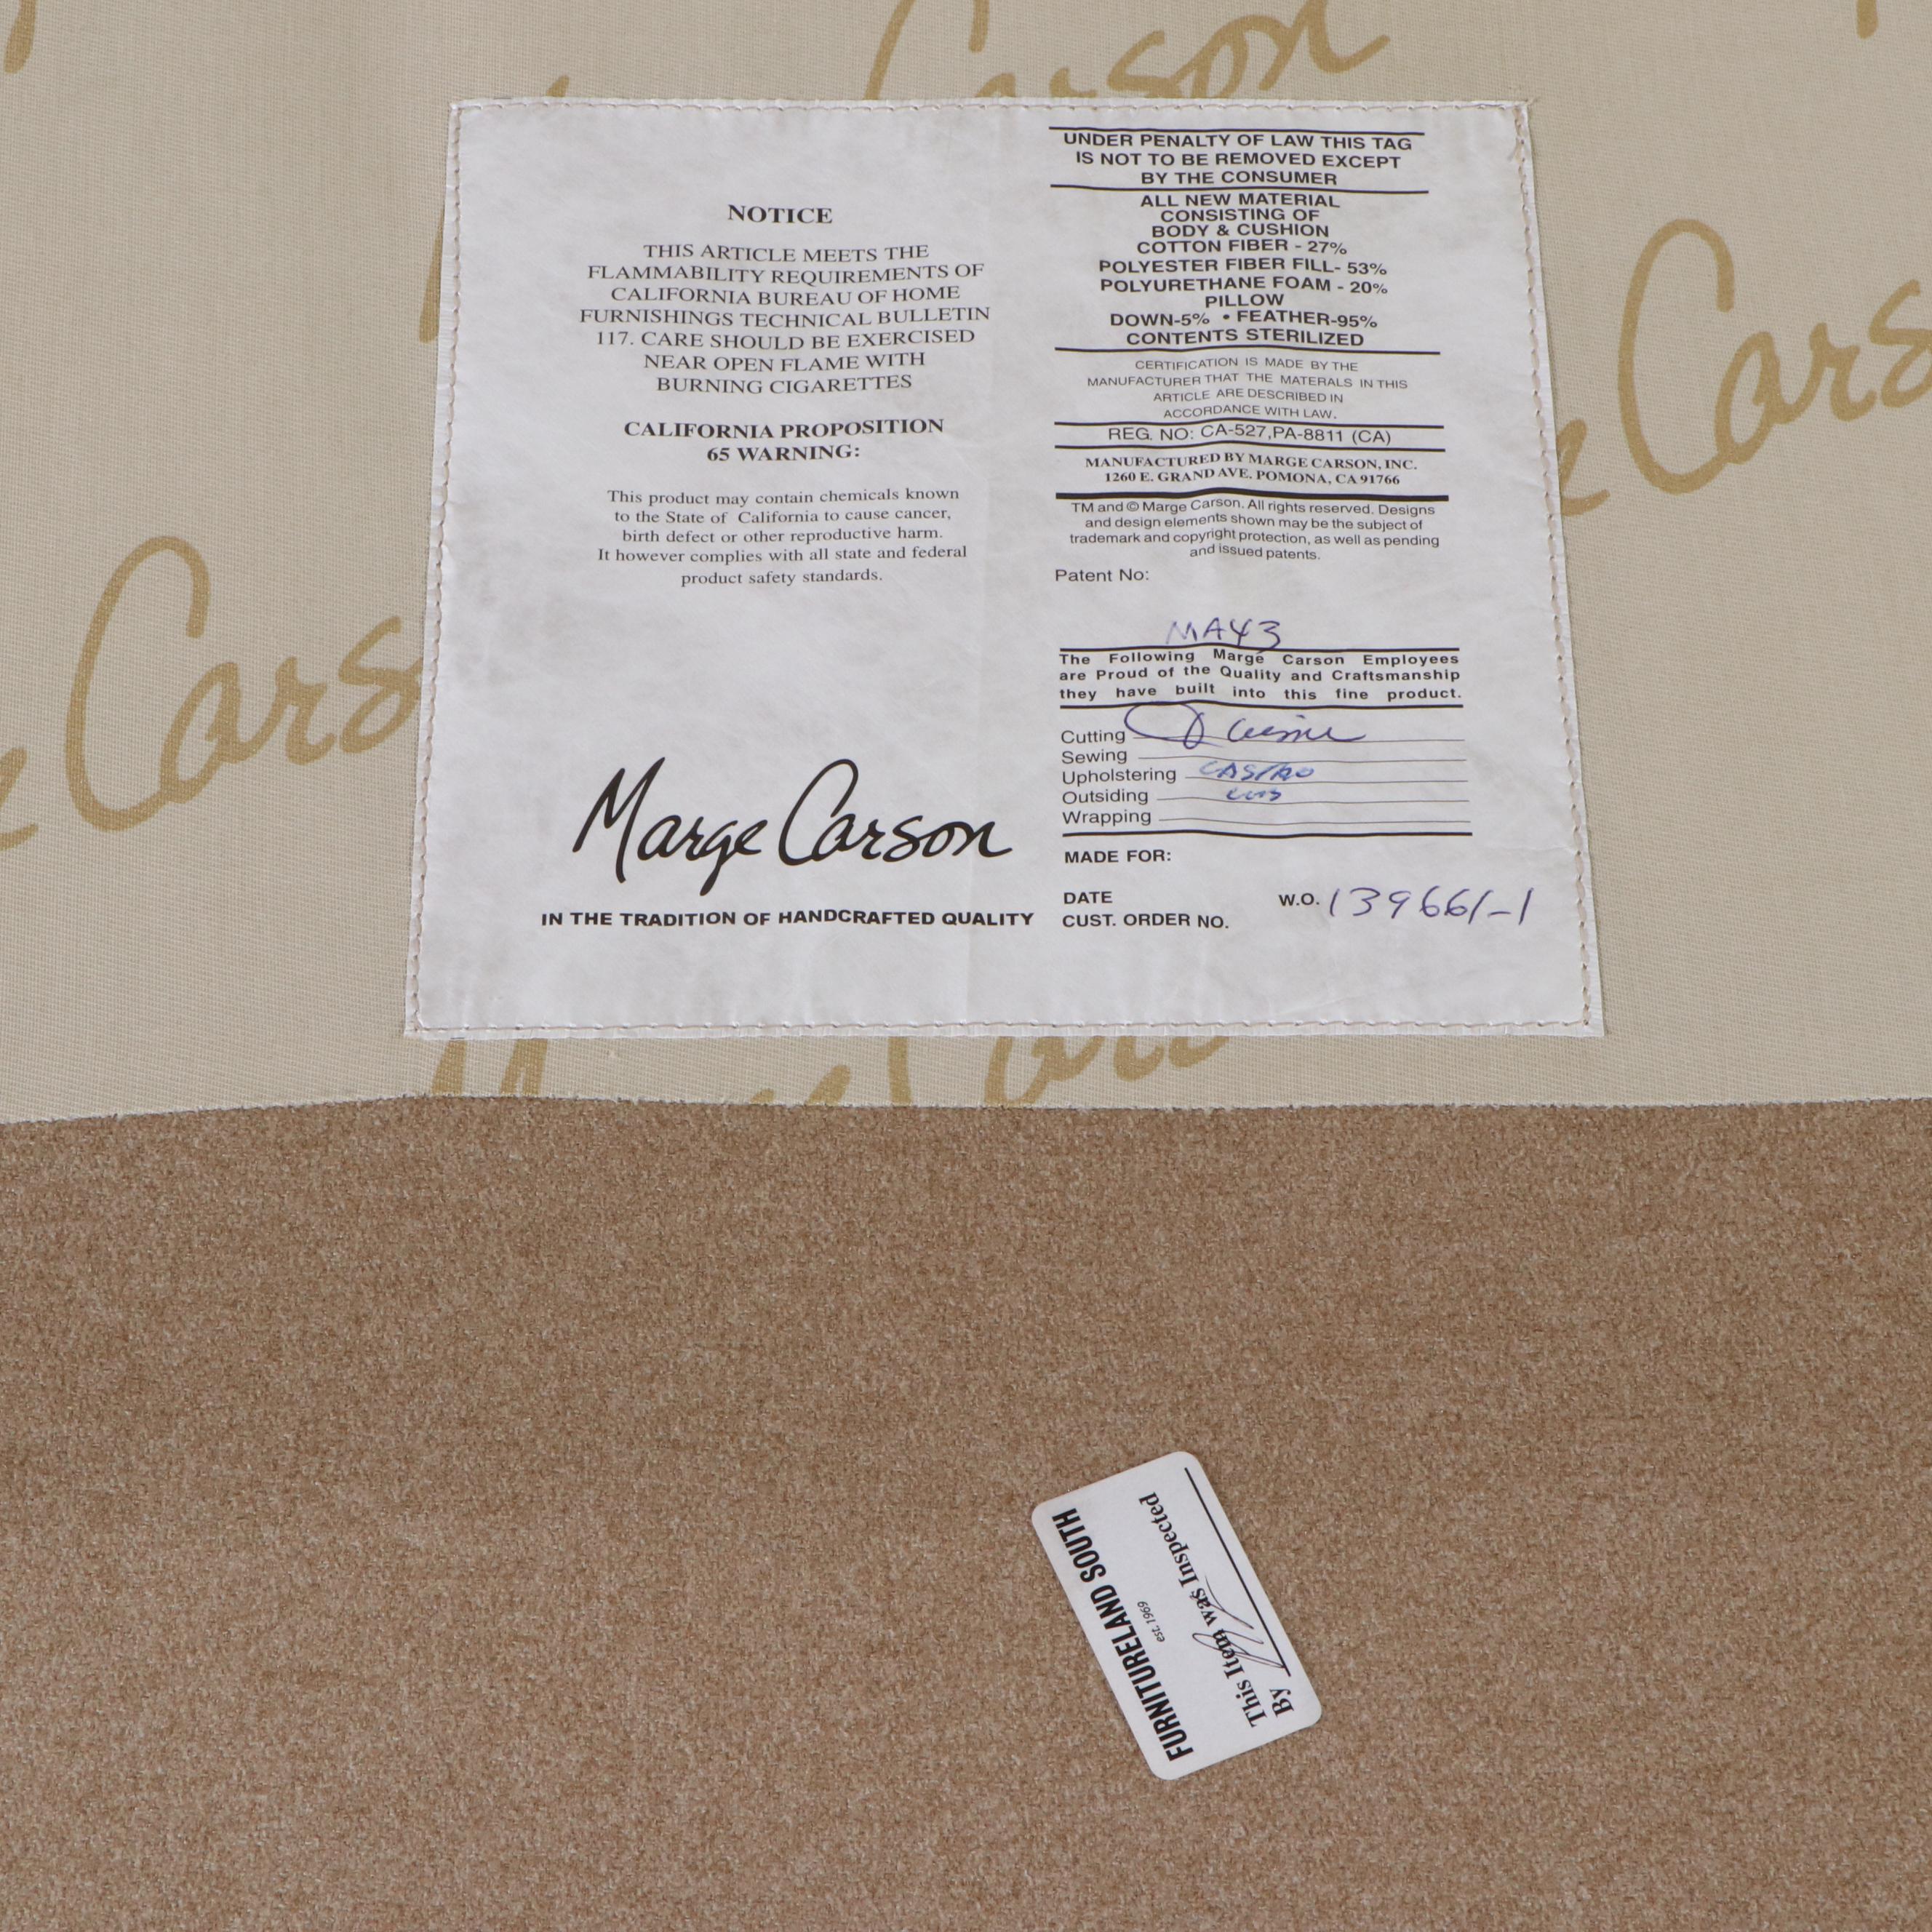 Carson
Carson
Carson
NOTICE
THIS ARTICLE MEETS THE
FLAMMABILITY REQUIREMENTS OF
CALIFORNIA BUREAU OF HOME
FURNISHINGS TECHNICAL BULLETIN
117. CARE SHOULD BE EXERCISED
NEAR OPEN FLAME WITH
BURNING CIGARETTES
CALIFORNIA PROPOSITION
65 WARNING:
This product may contain chemicals known
to the State of California to cause cancer,
birth defect or other reproductive harm.
It however complies with all state and federal
product safety standards.
Marge Carson
IN THE TRADITION OF HANDCRAFTED QUALITY
UNDER PENALTY OF LAW THIS TAG
IS NOT TO BE REMOVED EXCEPT
BY THE CONSUMER
ALL NEW MATERIAL
CONSISTING OF
BODY & CUSHION
COTTON FIBER - 27%
POLYESTER FIBER FILL- 53%
POLYURETHANE FOAM - 20%
PILLOW
DOWN-5% • FEATHER-95%
CONTENTS STERILIZED
CERTIFICATION IS MADE BY THE
MANUFACTURER THAT THE MATERIALS IN THIS
ARTICLE ARE DESCRIBED IN
ACCORDANCE WITH LAW.
REG. NO: CA-527,PA-8811 (CA)
MANUFACTURED BY MARGE CARSON, INC.
1260 E. GRAND AVE. POMONA, CA 91766
TM and © Marge Carson. All rights reserved. Designs
and design elements shown may be the subject of
trademark and copyright protection, as well as pending
and issued patents.
Patent No:
MA43
The Following Marge Carson Employees
are Proud of the Quality and Craftsmanship
they have built into this fine product.
Cutting
Sewing
Upholstering CASTRO
Outsiding
Wrapping
MADE FOR:
DATE W.O. 139661-1
CUST. ORDER NO.
FURNITURELAND SOUTH
est. 1969
This Item was Inspected
By